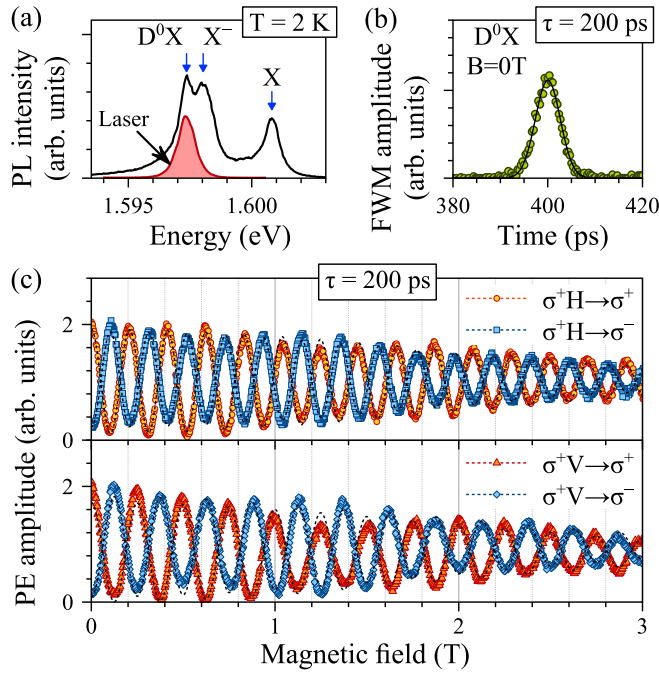 (a)
T = 2 K
D⁰X X⁻
X
Laser
PL intensity
(arb. units)
1.595 1.600
Energy (eV)
(b)
τ = 200 ps
D⁰X
B=0T
FWM amplitude
(arb. units)
380 400 420
Time (ps)
(c)
τ = 200 ps
σ⁺H→σ⁺
σ⁺H→σ⁻
2
0
σ⁺V→σ⁺
σ⁺V→σ⁻
2
0
PE amplitude (arb. units)
0 1 2 3
Magnetic field (T)